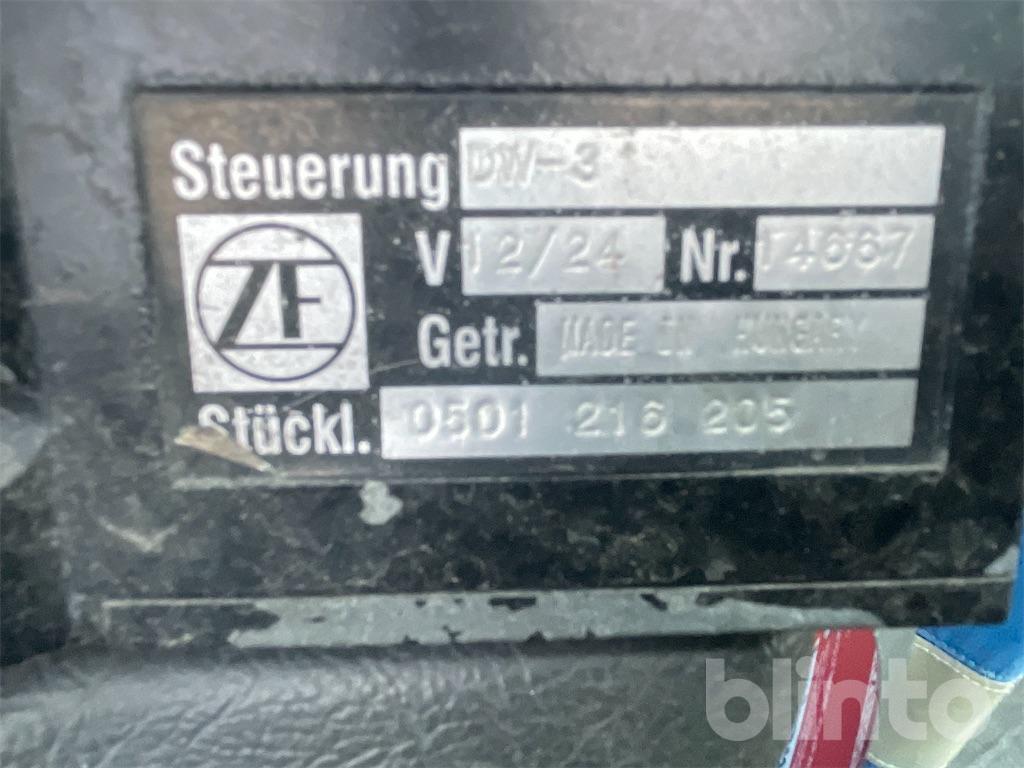 Steuerung DW-3
ZF
V 12/24 Nr. 14667
Getr. MADE IN HUNGARY
Stückl. 0501 216 205
blinto